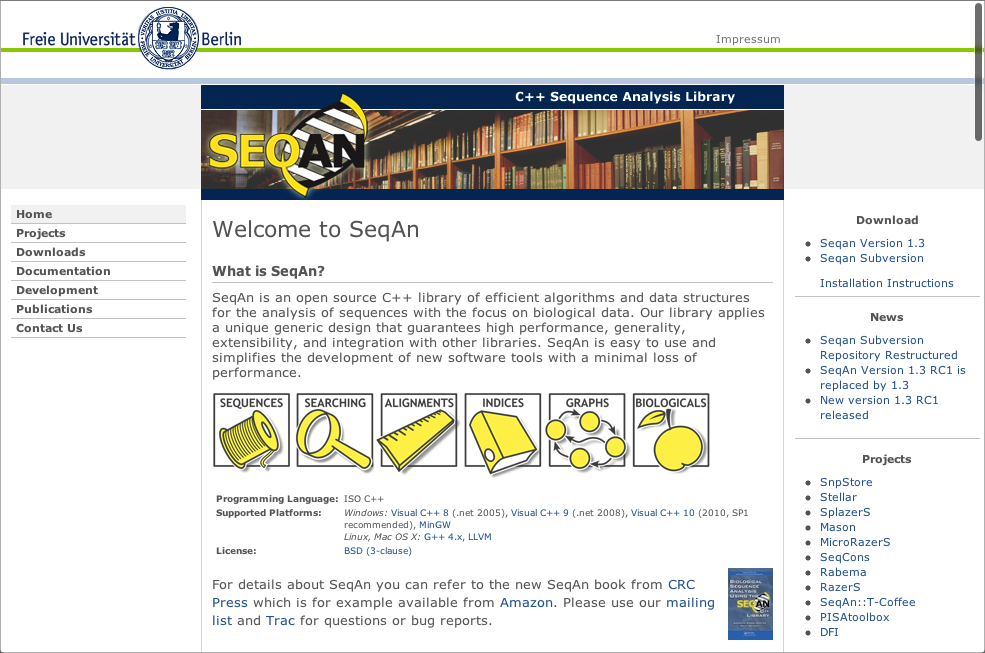 Freie Universität Berlin
Impressum
C++ Sequence Analysis Library
SEQAN
Home
Projects
Downloads
Documentation
Development
Publications
Contact Us
Welcome to SeqAn
What is SeqAn?
SeqAn is an open source C++ library of efficient algorithms and data structures
for the analysis of sequences with the focus on biological data. Our library applies
a unique generic design that guarantees high performance, generality,
extensibility, and integration with other libraries. SeqAn is easy to use and
simplifies the development of new software tools with a minimal loss of
performance.
SEQUENCES SEARCHING ALIGNMENTS INDICES GRAPHS BIOLOGICALS
Programming Language: ISO C++
Supported Platforms: Windows: Visual C++ 8 (.net 2005), Visual C++ 9 (.net 2008), Visual C++ 10 (2010, SP1
recommended), MinGW
Linux, Mac OS X: G++ 4.x, LLVM
License: BSD (3-clause)
For details about SeqAn you can refer to the new SeqAn book from CRC
Press which is for example available from Amazon. Please use our mailing
list and Trac for questions or bug reports.
BIOLOGICAL
SEQUENCE
ANALYSIS
USING THE
SEQAN
LIBRARY
Download
Seqan Version 1.3
Seqan Subversion
Installation Instructions
News
Seqan Subversion
Repository Restructured
SeqAn Version 1.3 RC1 is
replaced by 1.3
New version 1.3 RC1
released
Projects
SnpStore
Stellar
SplazerS
Mason
MicroRazerS
SeqCons
Rabema
RazerS
SeqAn::T-Coffee
PISAtoolbox
DFI